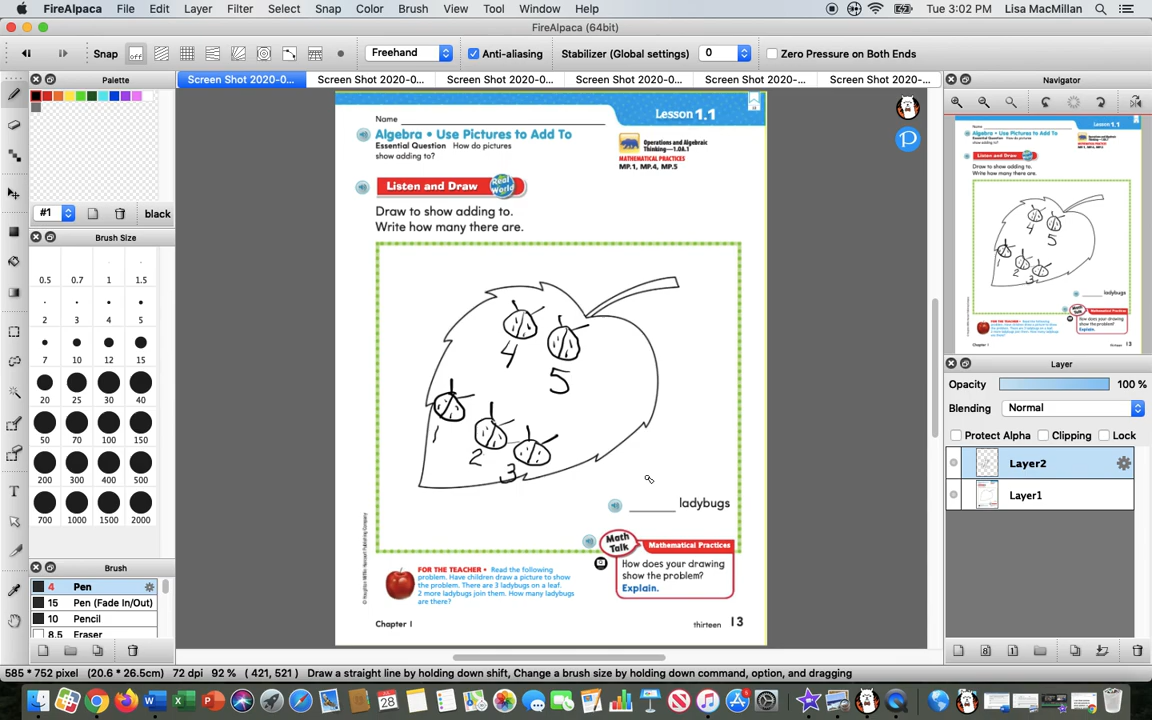 FireAlpaca File Edit Layer Filter Select Snap Color Brush View Tool Window Help Tue 3:02 PM Lisa MacMillan
FireAlpaca (64bit)
Snap off Freehand Anti-aliasing Stabilizer (Global settings) 0 Zero Pressure on Both Ends
Palette
Screen Shot 2020-0... Screen Shot 2020-0... Screen Shot 2020-0... Screen Shot 2020-0... Screen Shot 2020-... Screen Shot 2020-...
Navigator
#1 black
Brush Size
0.5 0.7 1 1.5
2 3 4 5
7 10 12 15
20 25 30 40
50 70 100 150
200 300 400 500
700 1000 1500 2000
Brush
4 Pen
15 Pen (Fade In/Out)
10 Pencil
8.5 Eraser
Lesson 1.1
Name
Algebra • Use Pictures to Add To
Essential Question How do pictures
show adding to?
Operations and Algebraic
Thinking—1.OA.1
MATHEMATICAL PRACTICES
MP.1, MP.4, MP.5
Listen and Draw Real World
Draw to show adding to.
Write how many there are.
4
5
1
2
3
______ ladybugs
Math Talk Mathematical Practices
How does your drawing
show the problem?
Explain.
FOR THE TEACHER • Read the following
problem. Have children draw a picture to show
the problem. There are 3 ladybugs on a leaf.
2 more ladybugs join them. How many ladybugs
are there?
Chapter 1
thirteen 13
Layer
Opacity 100 %
Blending Normal
Protect Alpha Clipping Lock
Layer2
Layer1
585 * 752 pixel (20.6 * 26.5cm) 72 dpi 92 % ( 421, 521 ) Draw a straight line by holding down shift, Change a brush size by holding down command, option, and dragging